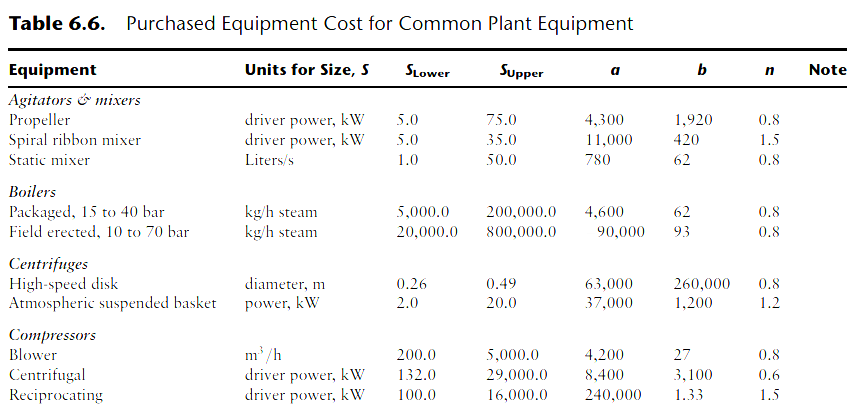 Table 6.6. Purchased Equipment Cost for Common Plant Equipment
Equipment Units for Size, S SLower SUpper a b n Note
Agitators & mixers
Propeller driver power, kW 5.0 75.0 4,300 1,920 0.8
Spiral ribbon mixer driver power, kW 5.0 35.0 11,000 420 1.5
Static mixer Liters/s 1.0 50.0 780 62 0.8
Boilers
Packaged, 15 to 40 bar kg/h steam 5,000.0 200,000.0 4,600 62 0.8
Field erected, 10 to 70 bar kg/h steam 20,000.0 800,000.0 90,000 93 0.8
Centrifuges
High-speed disk diameter, m 0.26 0.49 63,000 260,000 0.8
Atmospheric suspended basket power, kW 2.0 20.0 37,000 1,200 1.2
Compressors
Blower m³/h 200.0 5,000.0 4,200 27 0.8
Centrifugal driver power, kW 132.0 29,000.0 8,400 3,100 0.6
Reciprocating driver power, kW 100.0 16,000.0 240,000 1.33 1.5